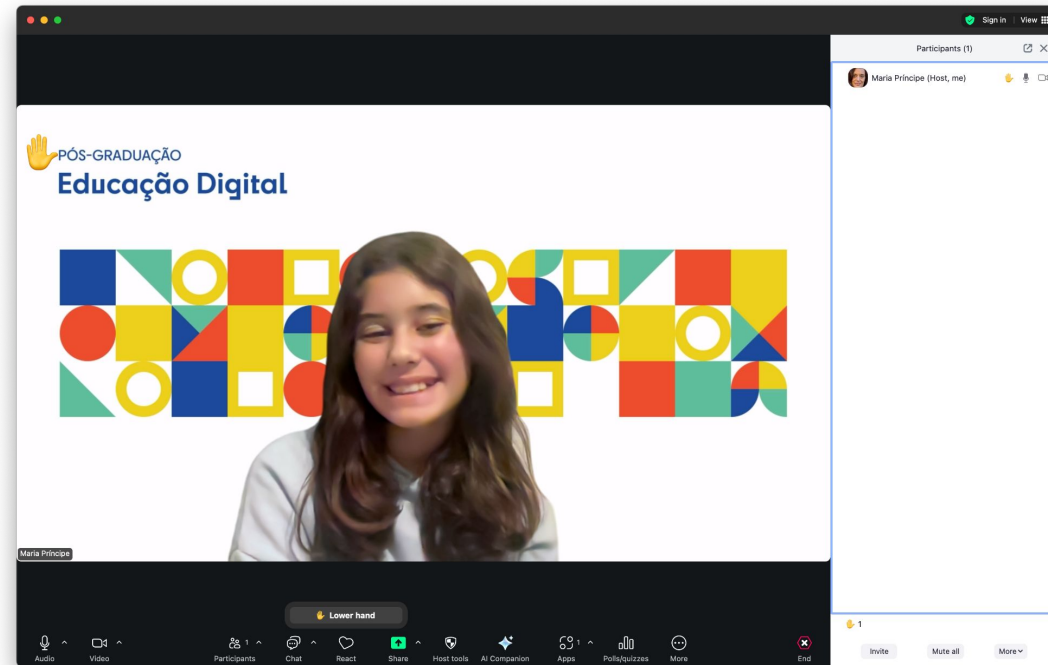 Sign in
View
Participants (1)
Maria Príncipe (Host, me)
PÓS-GRADUAÇÃO
Educação Digital
Maria Príncipe
Lower hand
Audio
Video
Participants
1
Chat
React
Share
Host tools
AI Companion
Apps
1
Polls/quizzes
More
End
1
Invite
Mute all
More